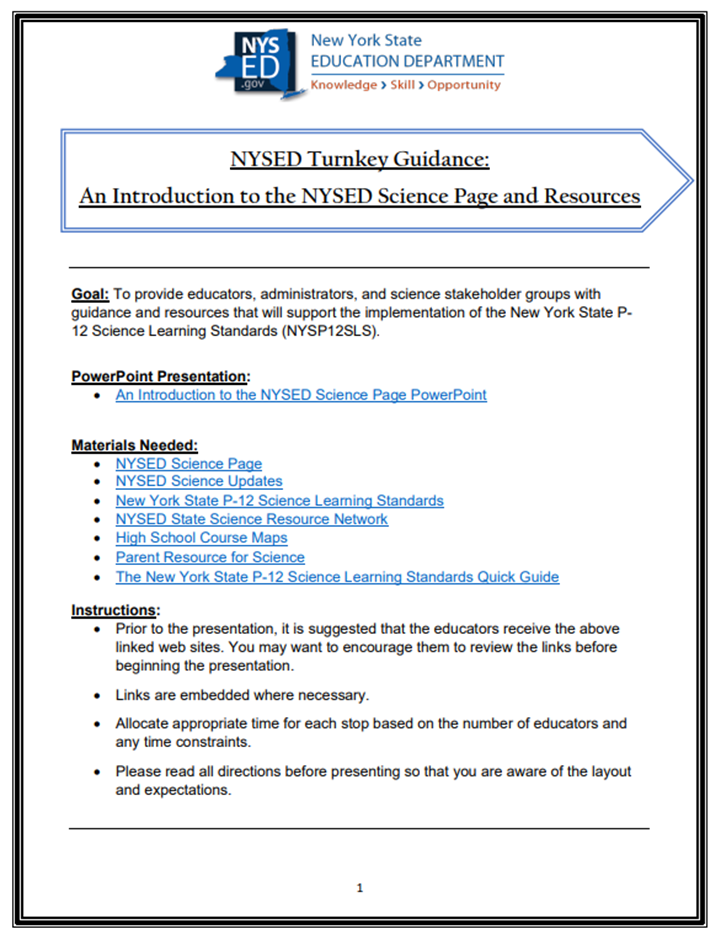 NYS
ED
.gov
New York State
EDUCATION DEPARTMENT
Knowledge > Skill > Opportunity
NYSED Turnkey Guidance:
An Introduction to the NYSED Science Page and Resources
Goal: To provide educators, administrators, and science stakeholder groups with
guidance and resources that will support the implementation of the New York State P-
12 Science Learning Standards (NYSP12SLS).
PowerPoint Presentation:
• An Introduction to the NYSED Science Page PowerPoint
Materials Needed:
• NYSED Science Page
• NYSED Science Updates
• New York State P-12 Science Learning Standards
• NYSED State Science Resource Network
• High School Course Maps
• Parent Resource for Science
• The New York State P-12 Science Learning Standards Quick Guide
Instructions:
• Prior to the presentation, it is suggested that the educators receive the above
linked web sites. You may want to encourage them to review the links before
beginning the presentation.
• Links are embedded where necessary.
• Allocate appropriate time for each stop based on the number of educators and
any time constraints.
• Please read all directions before presenting so that you are aware of the layout
and expectations.
1